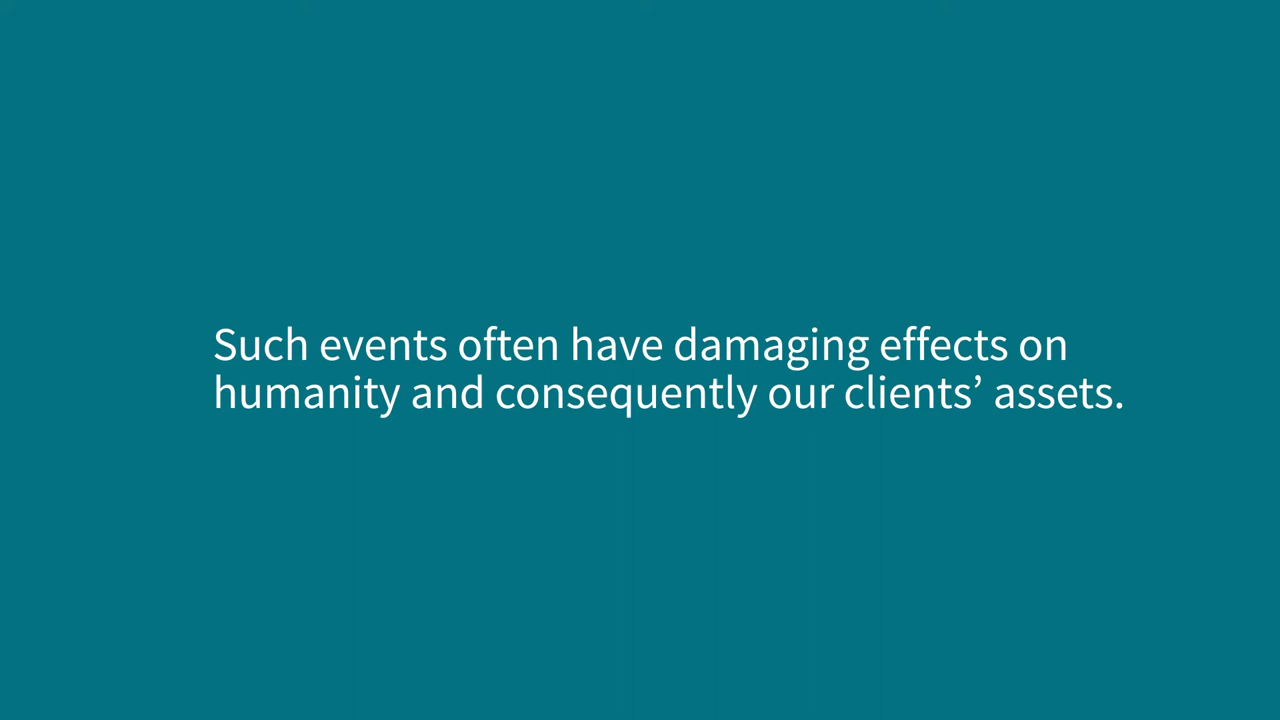 Such events often have damaging effects on
humanity and consequently our clients’ assets.